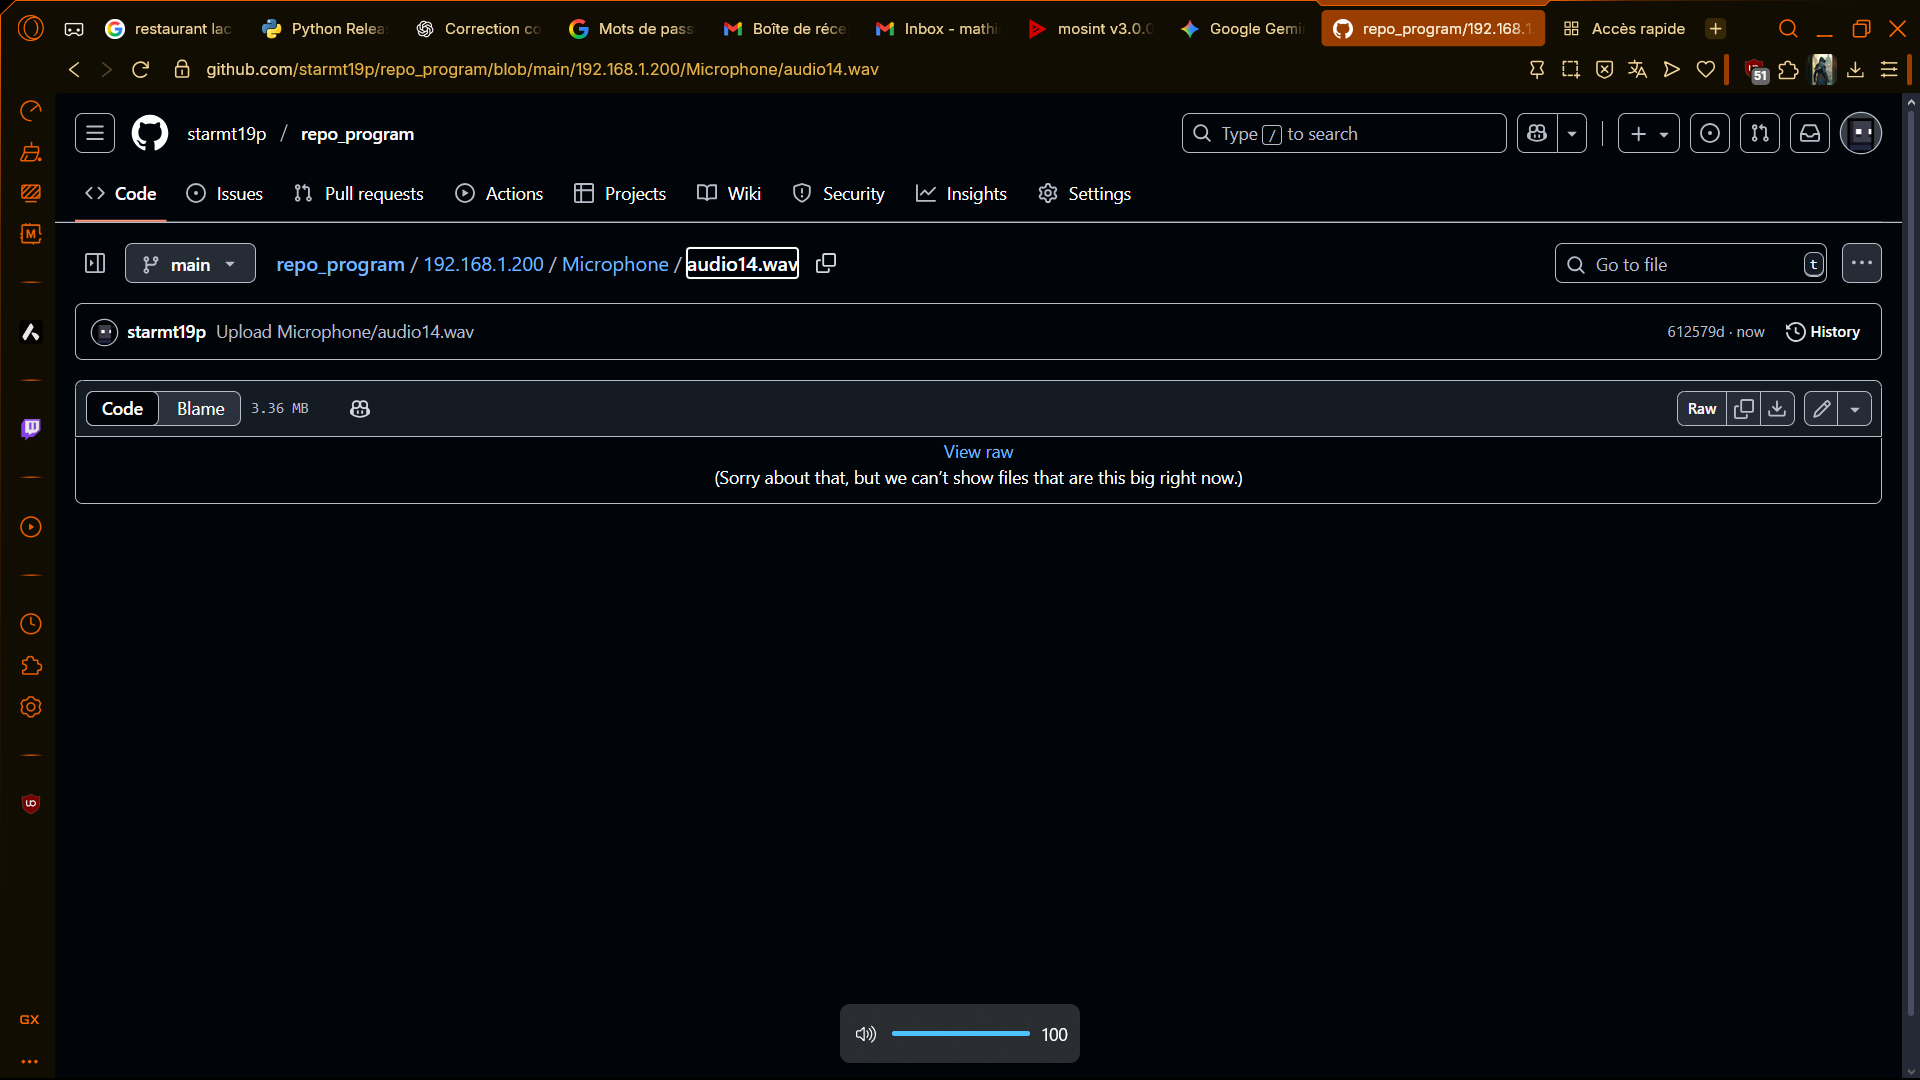 restaurant lac
Python Relea
Correction co
Mots de pass
Boîte de réce
Inbox - mathi
mosint v3.0.0
Google Gemi
repo_program/192.168.1.
Accès rapide
github.com/starmt19p/repo_program/blob/main/192.168.1.200/Microphone/audio14.wav
51
starmt19p / repo_program
Type / to search
Code
Issues
Pull requests
Actions
Projects
Wiki
Security
Insights
Settings
main
repo_program / 192.168.1.200 / Microphone / audio14.wav
Go to file
t
starmt19p Upload Microphone/audio14.wav
612579d · now
History
Code
Blame
3.36 MB
Raw
View raw
(Sorry about that, but we can’t show files that are this big right now.)
M
GX
100